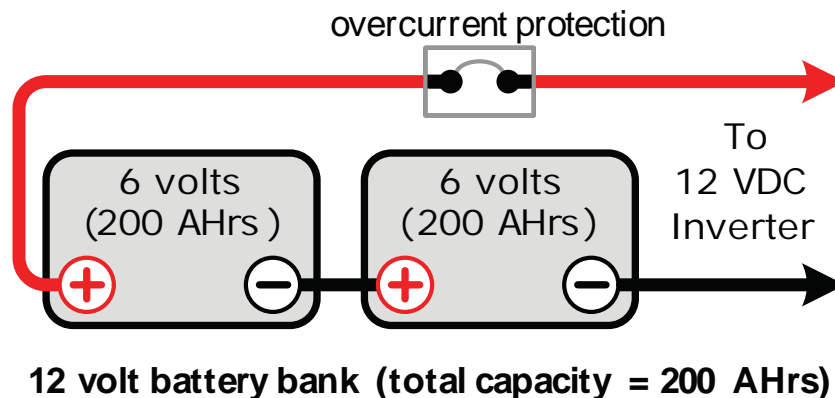 overcurrent protection
To
12 VDC
Inverter
6 volts
(200 AHrs)
6 volts
(200 AHrs)
+
−
+
−
12 volt battery bank (total capacity = 200 AHrs)